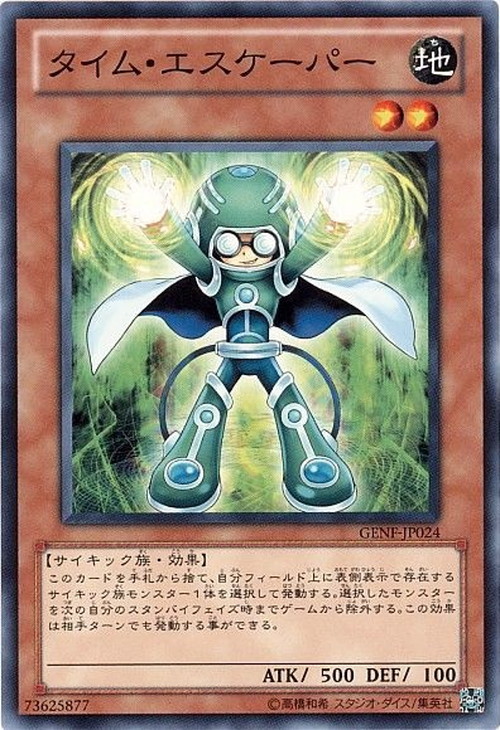 タイム・エスケーパー
地
GENF-JP024
【サイキック族・効果】
このカードを手札から捨て、自分フィールド上に表側表示で存在する
サイキック族モンスター1体を選択して発動する。選択したモンスター
を次の自分のスタンバイフェイズ時までゲームから除外する。この効果
は相手ターンでも発動する事ができる。
ATK/ 500 DEF/ 100
73625877
©高橋和希 スタジオ・ダイス/集英社